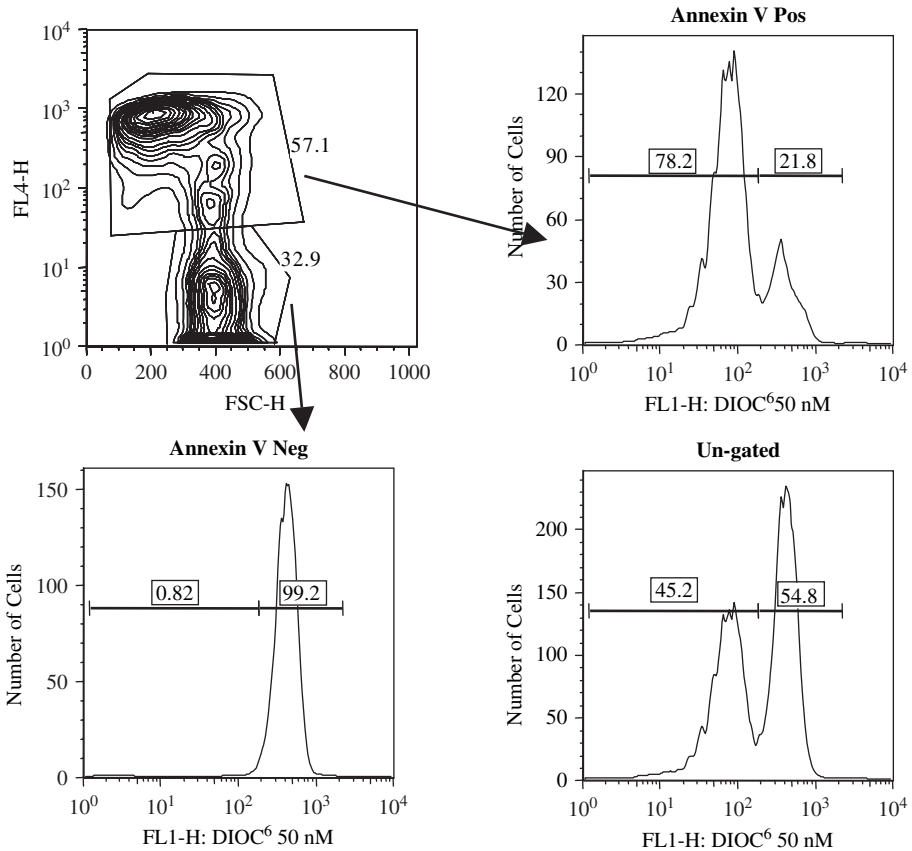 10⁴
10³
10²
10¹
10⁰
FL4-H
57.1
32.9
0 200 400 600 800 1000
FSC-H
Annexin V Pos
120
90
60
30
0
Number of Cells
78.2 21.8
10⁰ 10¹ 10² 10³ 10⁴
FL1-H: DIOC⁶50 nM
Annexin V Neg
150
100
50
0
Number of Cells
0.82 99.2
10⁰ 10¹ 10² 10³ 10⁴
FL1-H: DIOC⁶ 50 nM
Un-gated
200
150
130
50
0
Number of Cells
45.2 54.8
10⁰ 10¹ 10² 10³ 10⁴
FL1-H: DIOC⁶ 50 nM